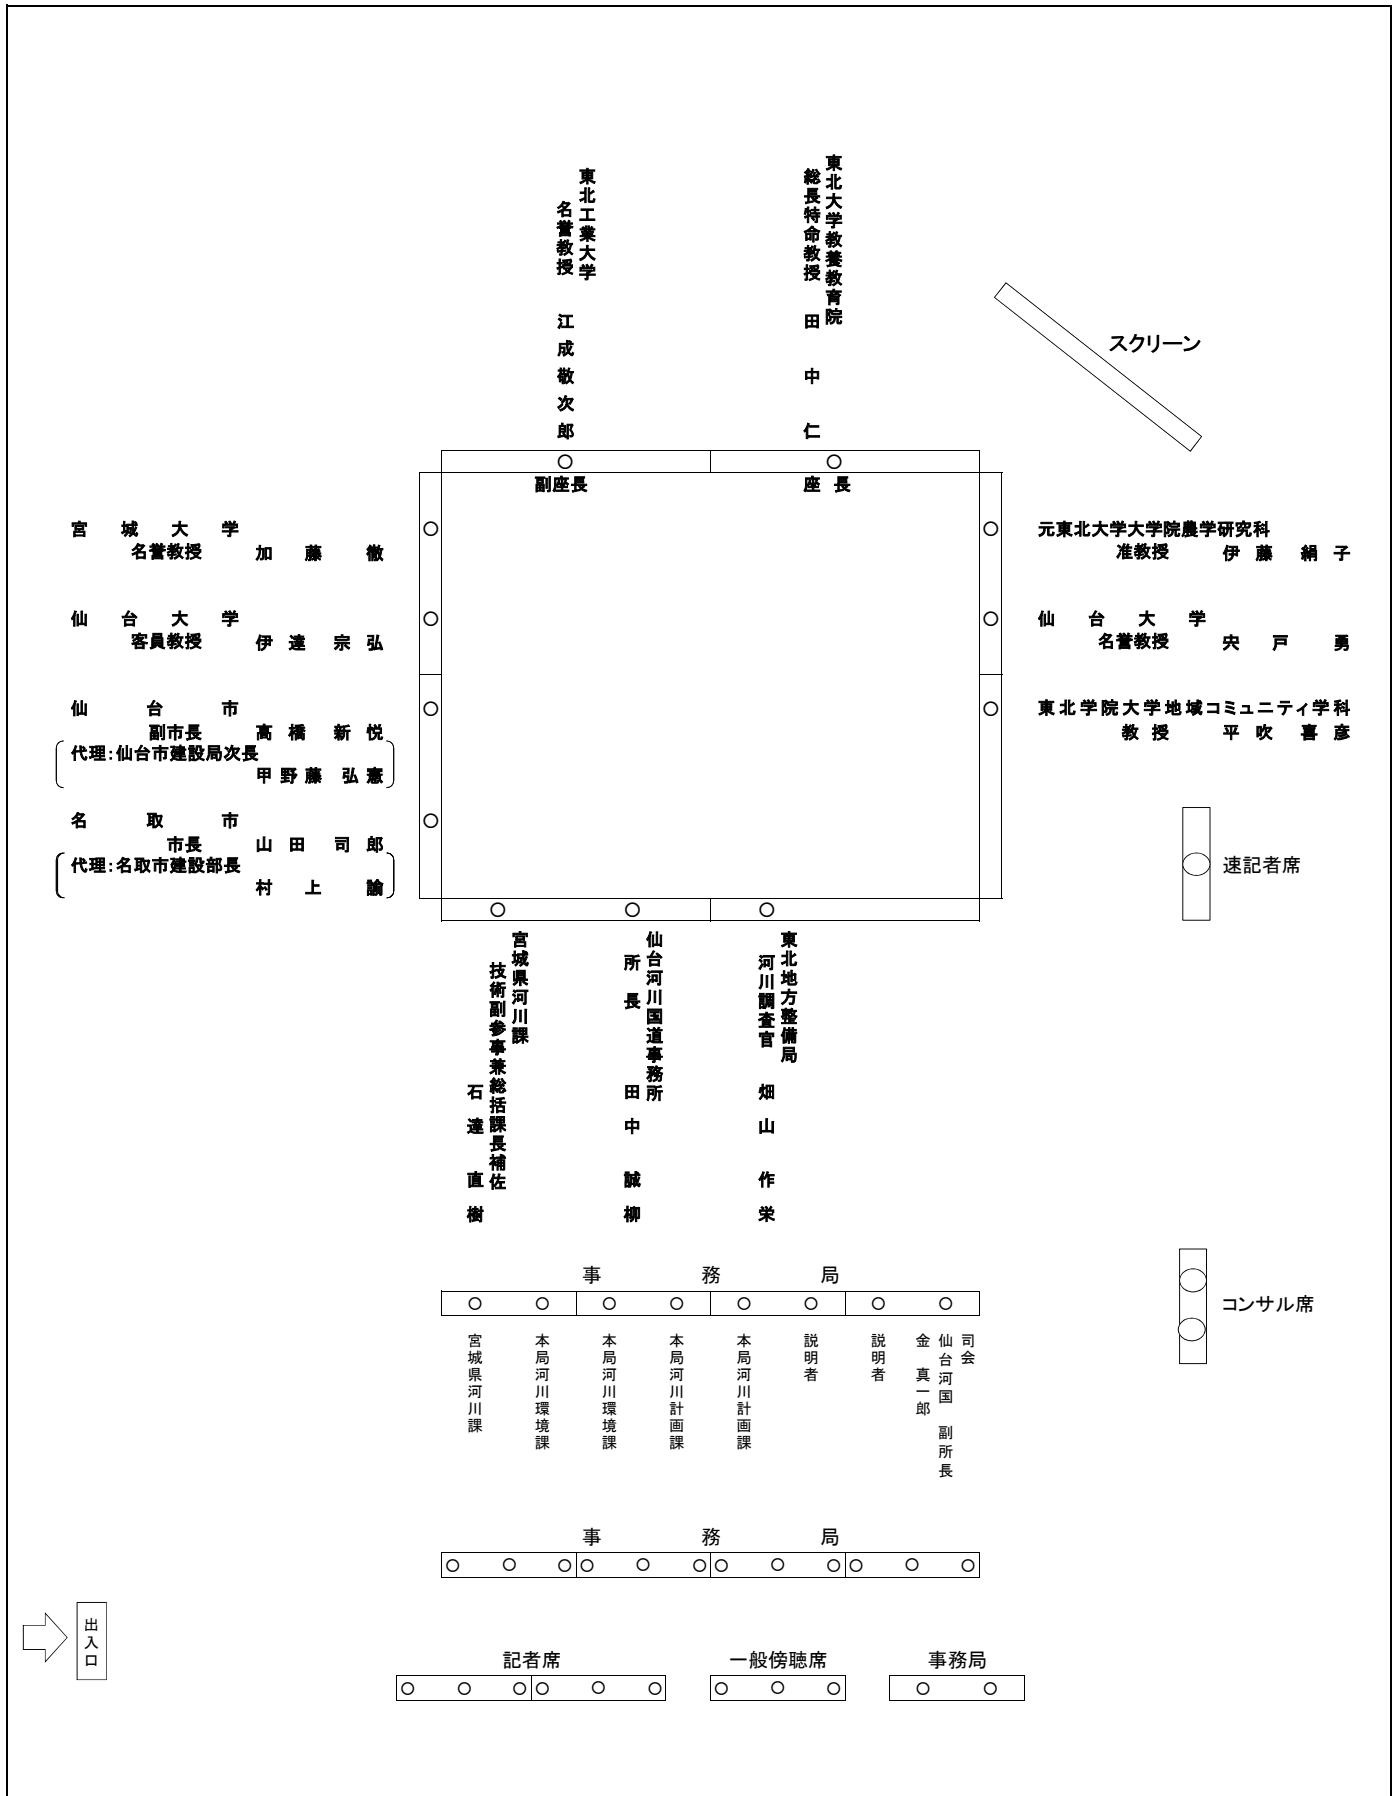 東北大学教養教育院
総長特命教授 田中 仁
東北工業大学
名誉教授 江成敬次郎
スクリーン
副座長
座長
宮城大学
名誉教授 加藤 徹
仙台大学
客員教授 伊達 宗弘
仙台市
副市長 髙橋 新悦
代理:仙台市建設局次長
甲野藤 弘憲
名取市
市長 山田 司郎
代理:名取市建設部長
村上 諭
元東北大学大学院農学研究科
准教授 伊藤 絹子
仙台大学
名誉教授 宍戸 勇
東北学院大学地域コミュニティ学科
教授 平吹 喜彦
速記者席
東北地方整備局
河川調査官 畑山 作栄
仙台河川国道事務所
所長 田中 誠柳
宮城県河川課
技術副参事兼総括課長補佐
石達 直樹
事務局
コンサル席
司会
仙台河国 副所長
金 真一郎
説明者
説明者
本局河川計画課
本局河川計画課
本局河川環境課
本局河川環境課
宮城県河川課
事務局
出入口
記者席
一般傍聴席
事務局